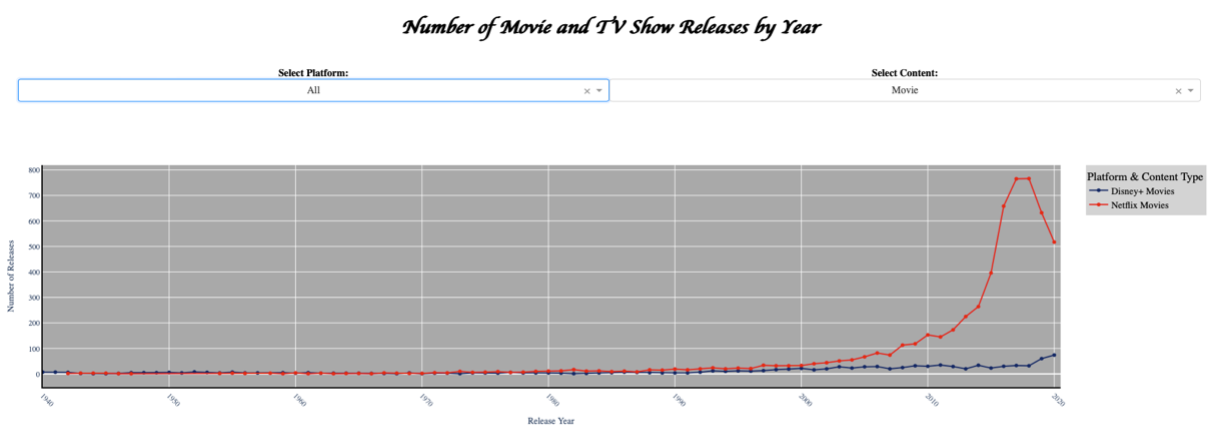 Number of Movie and TV Show Releases by Year
Select Platform:
Select Content:
All × 
Movie ×
Platform & Content Type
Disney+ Movies
Netflix Movies
800
700
600
500
400
300
200
100
0
Number of Releases
1940
1950
1960
1970
1980
1990
2000
2010
2020
Release Year